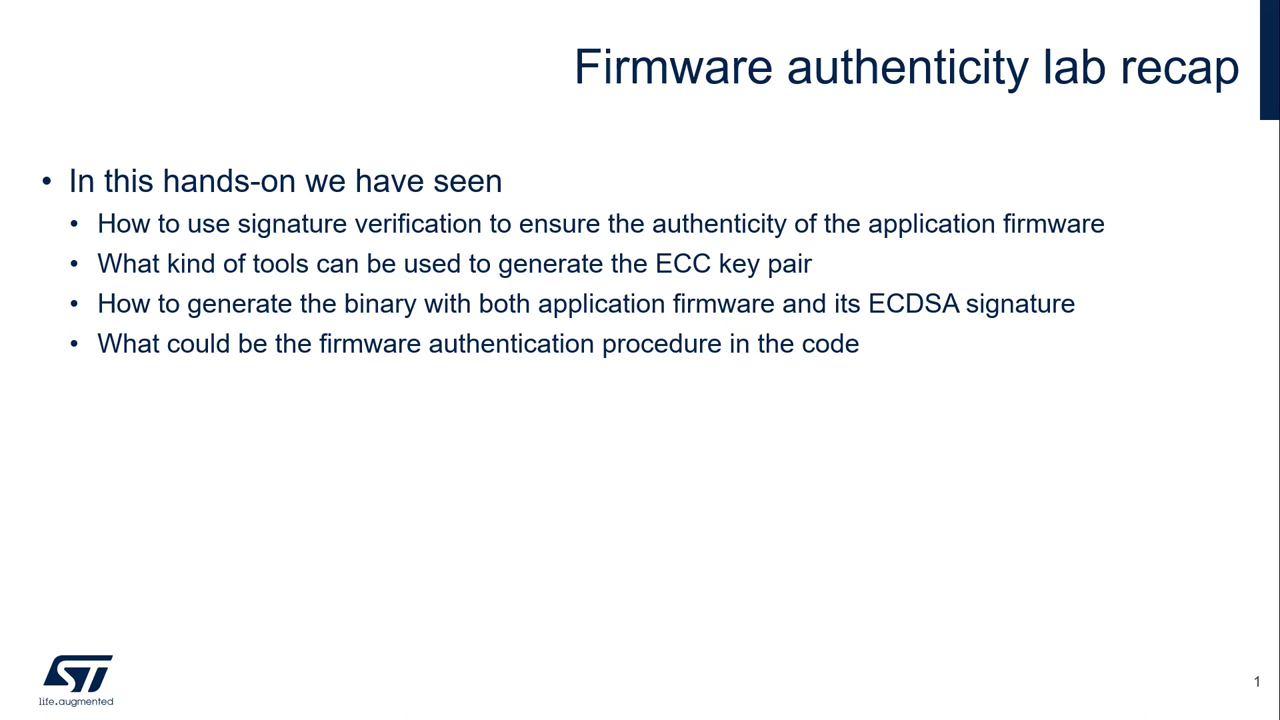 Firmware authenticity lab recap
• In this hands-on we have seen
• How to use signature verification to ensure the authenticity of the application firmware
• What kind of tools can be used to generate the ECC key pair
• How to generate the binary with both application firmware and its ECDSA signature
• What could be the firmware authentication procedure in the code
ST
life.augmented
1